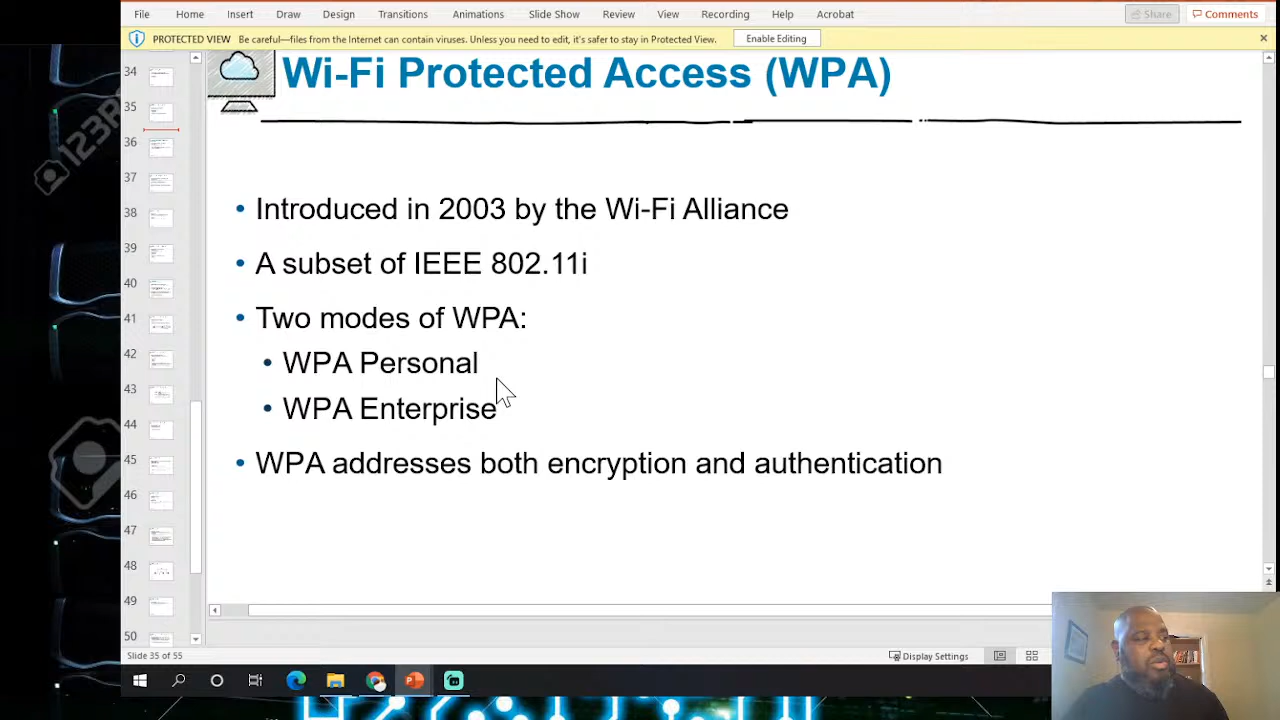 File Home Insert Draw Design Transitions Animations Slide Show Review View Recording Help Acrobat Share Comments
PROTECTED VIEW Be careful—files from the Internet can contain viruses. Unless you need to edit, it's safer to stay in Protected View. Enable Editing
Wi-Fi Protected Access (WPA)
• Introduced in 2003 by the Wi-Fi Alliance
• A subset of IEEE 802.11i
• Two modes of WPA:
• WPA Personal
• WPA Enterprise
• WPA addresses both encryption and authentication
34
35
36
37
38
39
40
41
42
43
44
45
46
47
48
49
50
Slide 35 of 55 Display Settings